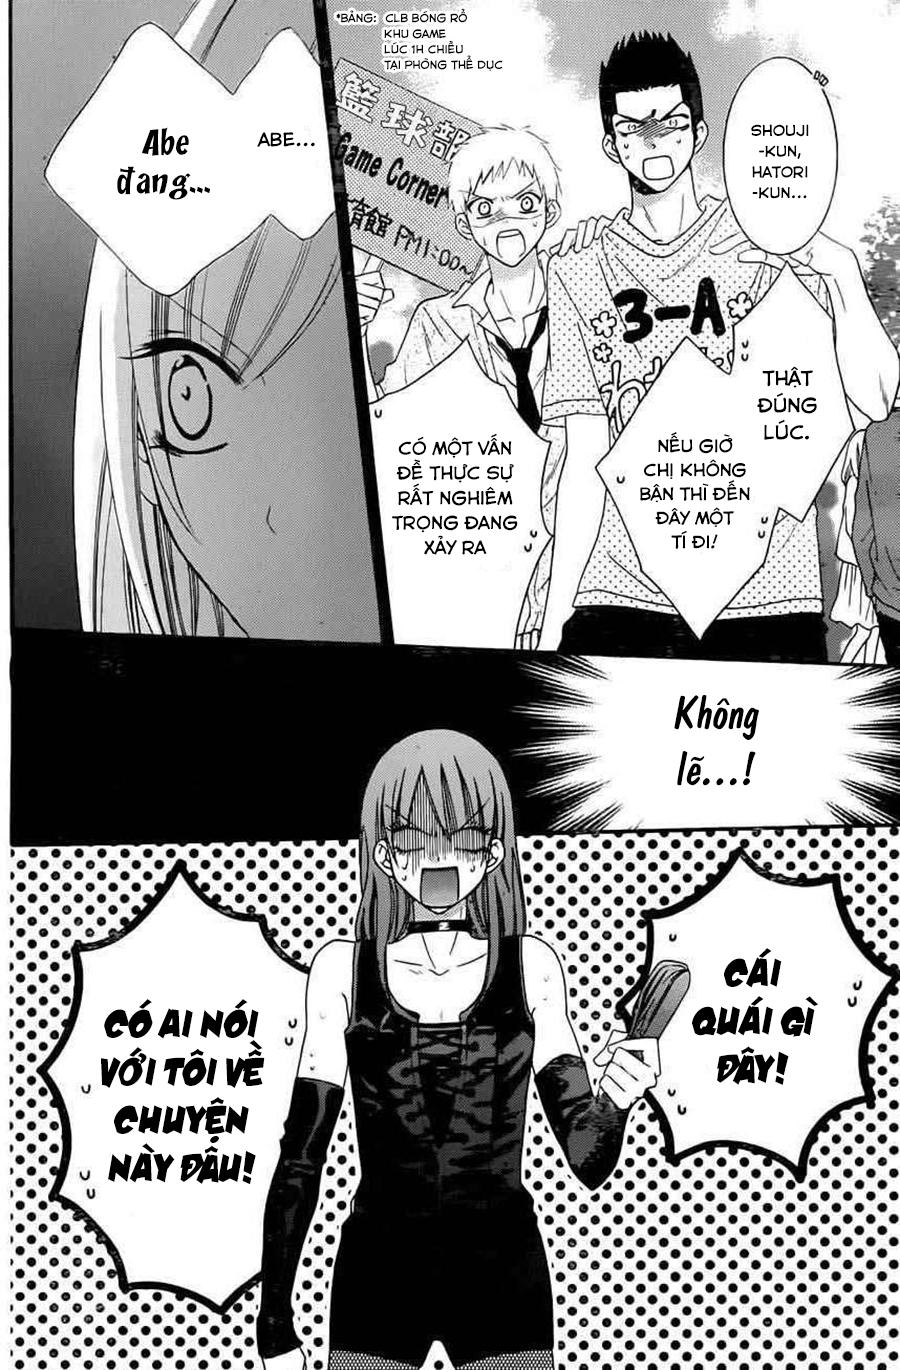 *BẢNG: CLB BÓNG RỔ
KHU GAME
LÚC 1H CHIỀU
TẠI PHÒNG THỂ DỤC
籃球部
Game Corner
育館 PM1:00~
SHOUJI
-KUN,
HATORI
-KUN...
3-A
THẬT
ĐÚNG
LÚC.
NẾU GIỜ
CHỊ KHÔNG
BẬN THÌ ĐẾN
ĐÂY MỘT
TÍ ĐI!
CÓ MỘT VẤN
ĐỀ THỰC SỰ
RẤT NGHIÊM
TRỌNG ĐANG
XẢY RA
ABE...
Abe
đang...
Không
lẽ...!
CÁI
QUÁI GÌ
ĐÂY!
CÓ AI NÓI
VỚI TÔI VỀ
CHUYỆN
NÀY ĐÂU!